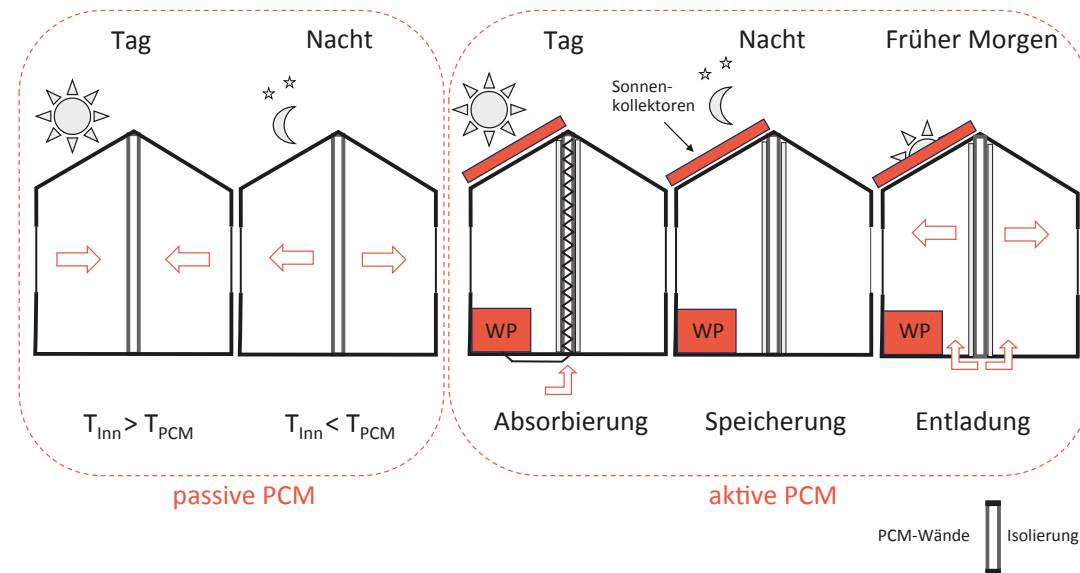 Tag
Nacht
T_Inn > T_PCM
T_Inn < T_PCM
passive PCM
Tag
Nacht
Früher Morgen
Sonnen-
kollektoren
WP
WP
WP
Absorbierung
Speicherung
Entladung
aktive PCM
PCM-Wände
Isolierung